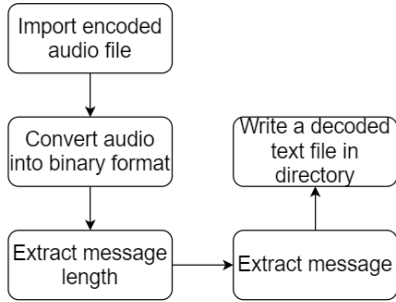 Import encoded
audio file
Convert audio
into binary format
Extract message
length
Extract message
Write a decoded
text file in
directory